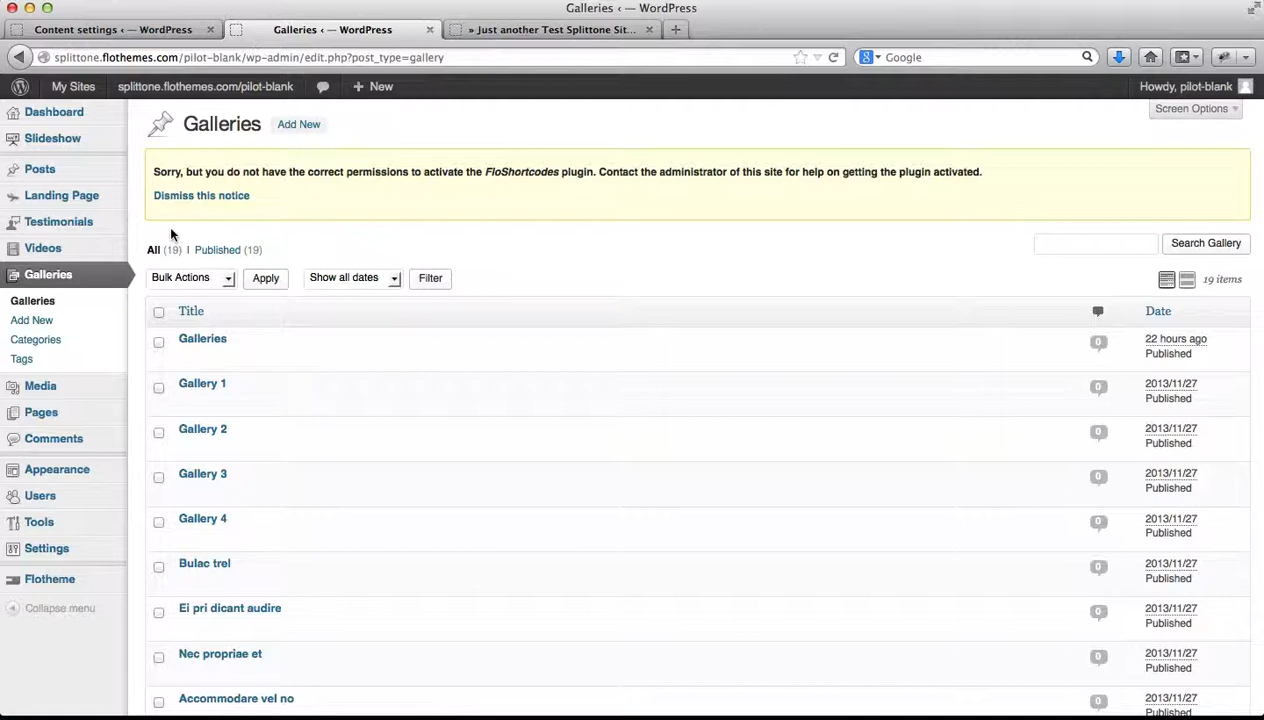 Galleries ‹ — WordPress
Content settings ‹ — WordPress
Galleries ‹ — WordPress
» Just another Test Splittone Sit...
splittone.flothemes.com/pilot-blank/wp-admin/edit.php?post_type=gallery
Google
My Sites
splittone.flothemes.com/pilot-blank
New
Howdy, pilot-blank
Screen Options
Dashboard
Slideshow
Posts
Landing Page
Testimonials
Videos
Galleries
Galleries
Add New
Categories
Tags
Media
Pages
Comments
Appearance
Users
Tools
Settings
Flotheme
Collapse menu
Galleries Add New
Sorry, but you do not have the correct permissions to activate the FloShortcodes plugin. Contact the administrator of this site for help on getting the plugin activated.
Dismiss this notice
All (19) | Published (19)
Search Gallery
Bulk Actions Apply Show all dates Filter
19 items
Title Date
Galleries 0 22 hours ago
Published
Gallery 1 0 2013/11/27
Published
Gallery 2 0 2013/11/27
Published
Gallery 3 0 2013/11/27
Published
Gallery 4 0 2013/11/27
Published
Bulac trel 0 2013/11/27
Published
Ei pri dicant audire 0 2013/11/27
Published
Nec propriae et 0 2013/11/27
Published
Accommodare vel no 0 2013/11/27
Published